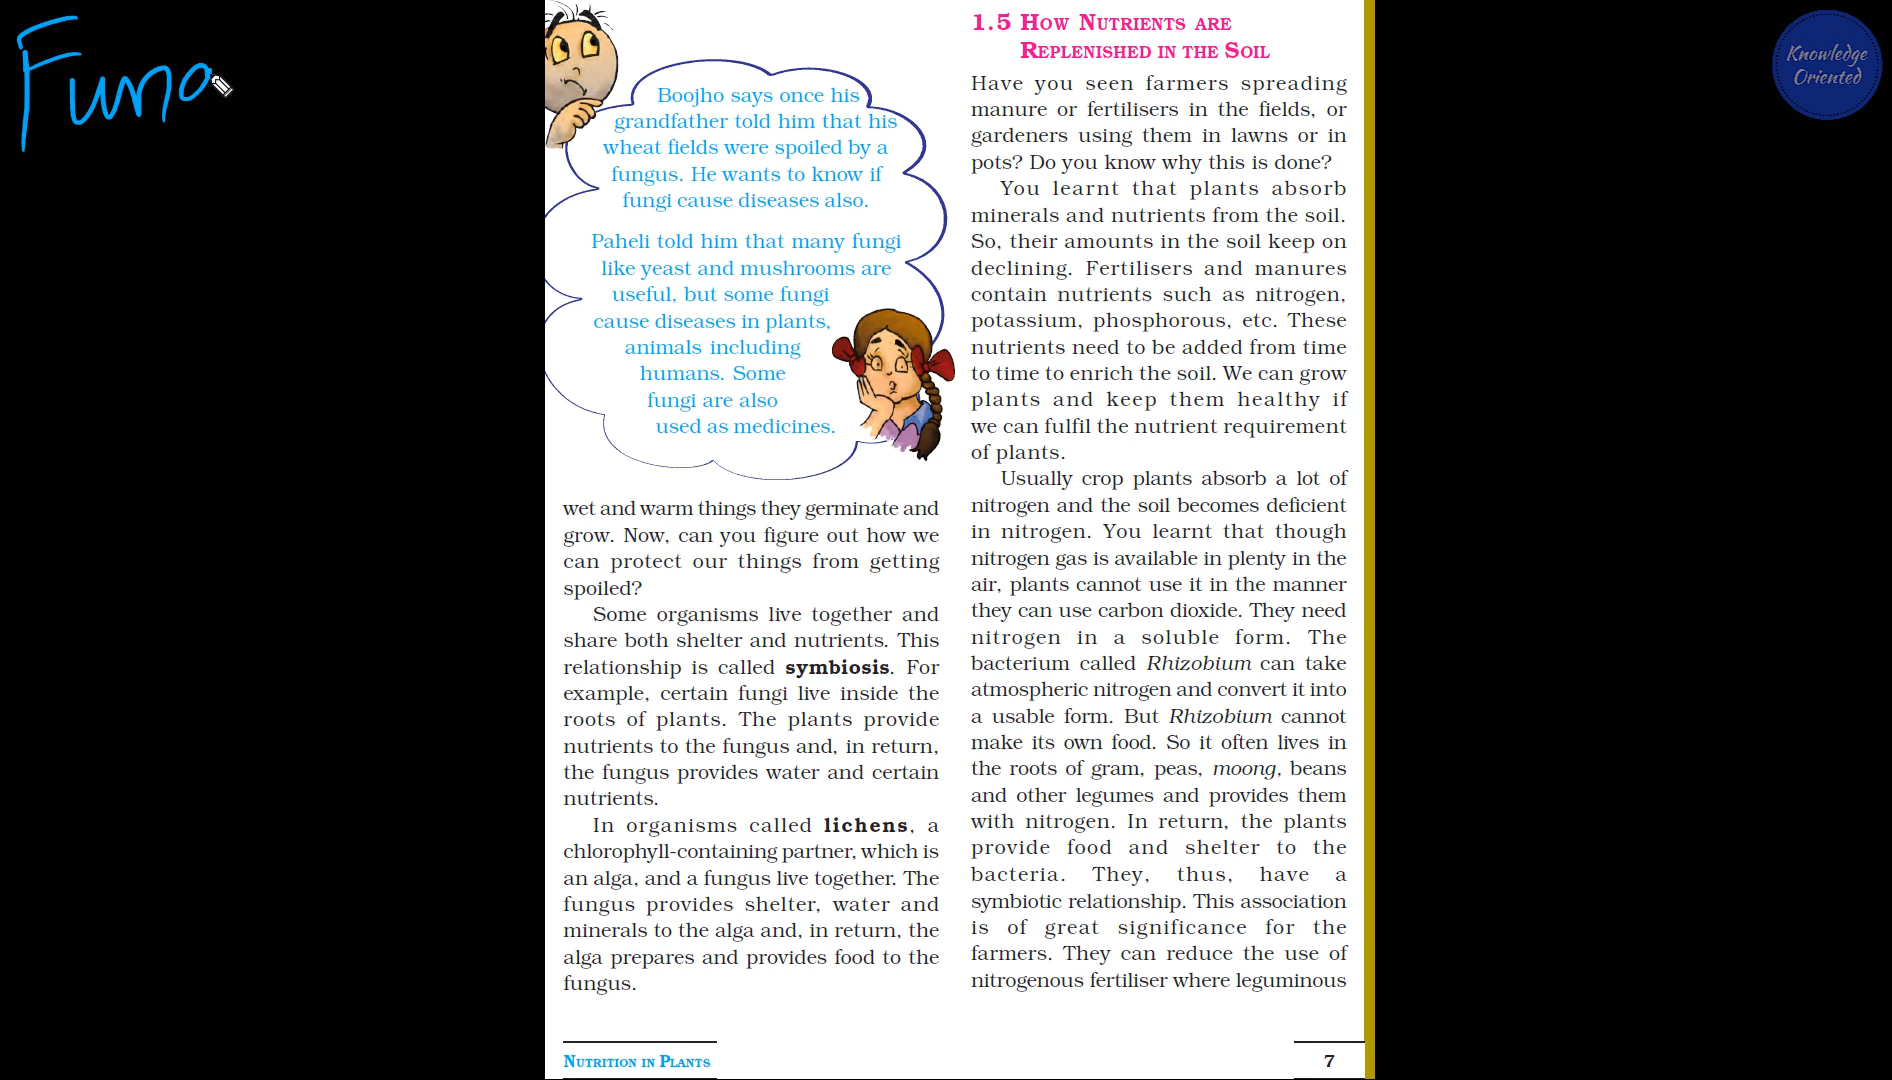 Fung
Boojho says once his
grandfather told him that his
wheat fields were spoiled by a
fungus. He wants to know if
fungi cause diseases also.
Paheli told him that many fungi
like yeast and mushrooms are
useful, but some fungi
cause diseases in plants,
animals including
humans. Some
fungi are also
used as medicines.
wet and warm things they germinate and
grow. Now, can you figure out how we
can protect our things from getting
spoiled?
Some organisms live together and
share both shelter and nutrients. This
relationship is called symbiosis. For
example, certain fungi live inside the
roots of plants. The plants provide
nutrients to the fungus and, in return,
the fungus provides water and certain
nutrients.
In organisms called lichens, a
chlorophyll-containing partner, which is
an alga, and a fungus live together. The
fungus provides shelter, water and
minerals to the alga and, in return, the
alga prepares and provides food to the
fungus.
1.5 How Nutrients are
Replenished in the Soil
Have you seen farmers spreading
manure or fertilisers in the fields, or
gardeners using them in lawns or in
pots? Do you know why this is done?
You learnt that plants absorb
minerals and nutrients from the soil.
So, their amounts in the soil keep on
declining. Fertilisers and manures
contain nutrients such as nitrogen,
potassium, phosphorous, etc. These
nutrients need to be added from time
to time to enrich the soil. We can grow
plants and keep them healthy if
we can fulfil the nutrient requirement
of plants.
Usually crop plants absorb a lot of
nitrogen and the soil becomes deficient
in nitrogen. You learnt that though
nitrogen gas is available in plenty in the
air, plants cannot use it in the manner
they can use carbon dioxide. They need
nitrogen in a soluble form. The
bacterium called Rhizobium can take
atmospheric nitrogen and convert it into
a usable form. But Rhizobium cannot
make its own food. So it often lives in
the roots of gram, peas, moong, beans
and other legumes and provides them
with nitrogen. In return, the plants
provide food and shelter to the
bacteria. They, thus, have a
symbiotic relationship. This association
is of great significance for the
farmers. They can reduce the use of
nitrogenous fertiliser where leguminous
Nutrition in Plants
7
Knowledge
Oriented